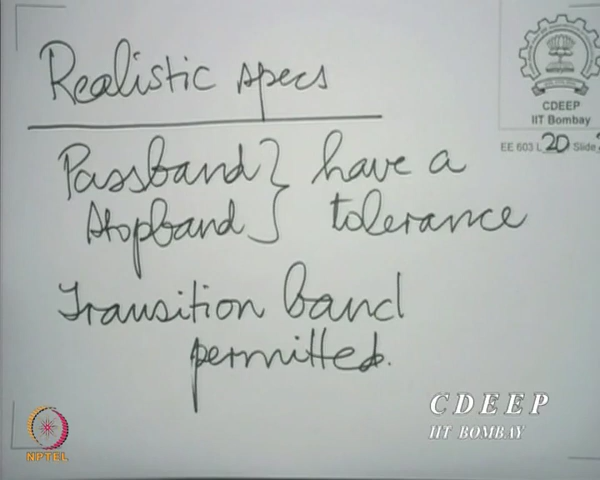 Realistic specs
CDEEP
IIT Bombay
EE 603 L 20 Slide
Passband } have a
stopband } tolerance
Transition band
permitted.
CDEEP
IIT BOMBAY
NPTEL